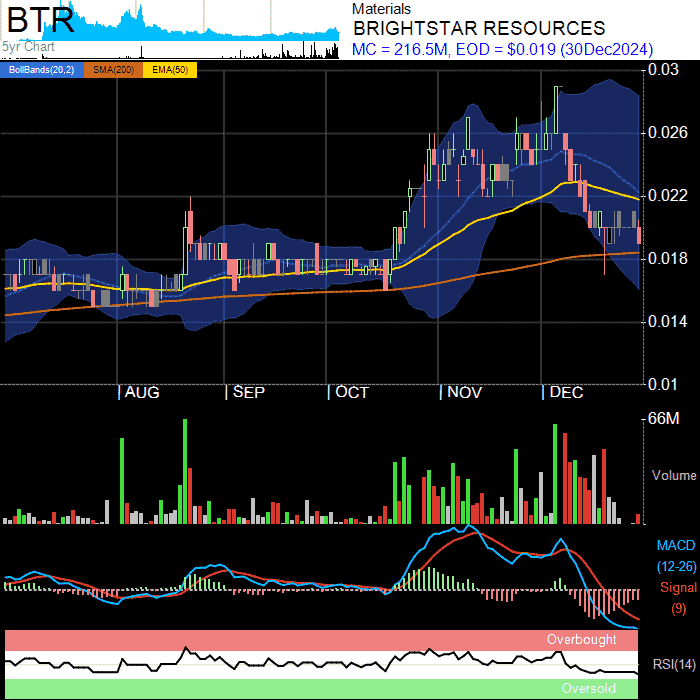 BTR
5yr Chart
Materials
BRIGHTSTAR RESOURCES
MC = 216.5M, EOD = $0.019 (30Dec2024)
BollBands(20,2) SMA(200) EMA(50)
0.03
0.026
0.022
0.018
0.014
0.01
AUG SEP OCT NOV DEC
66M
Volume
MACD
(12-26)
Signal
(9)
Overbought
RSI(14)
Oversold